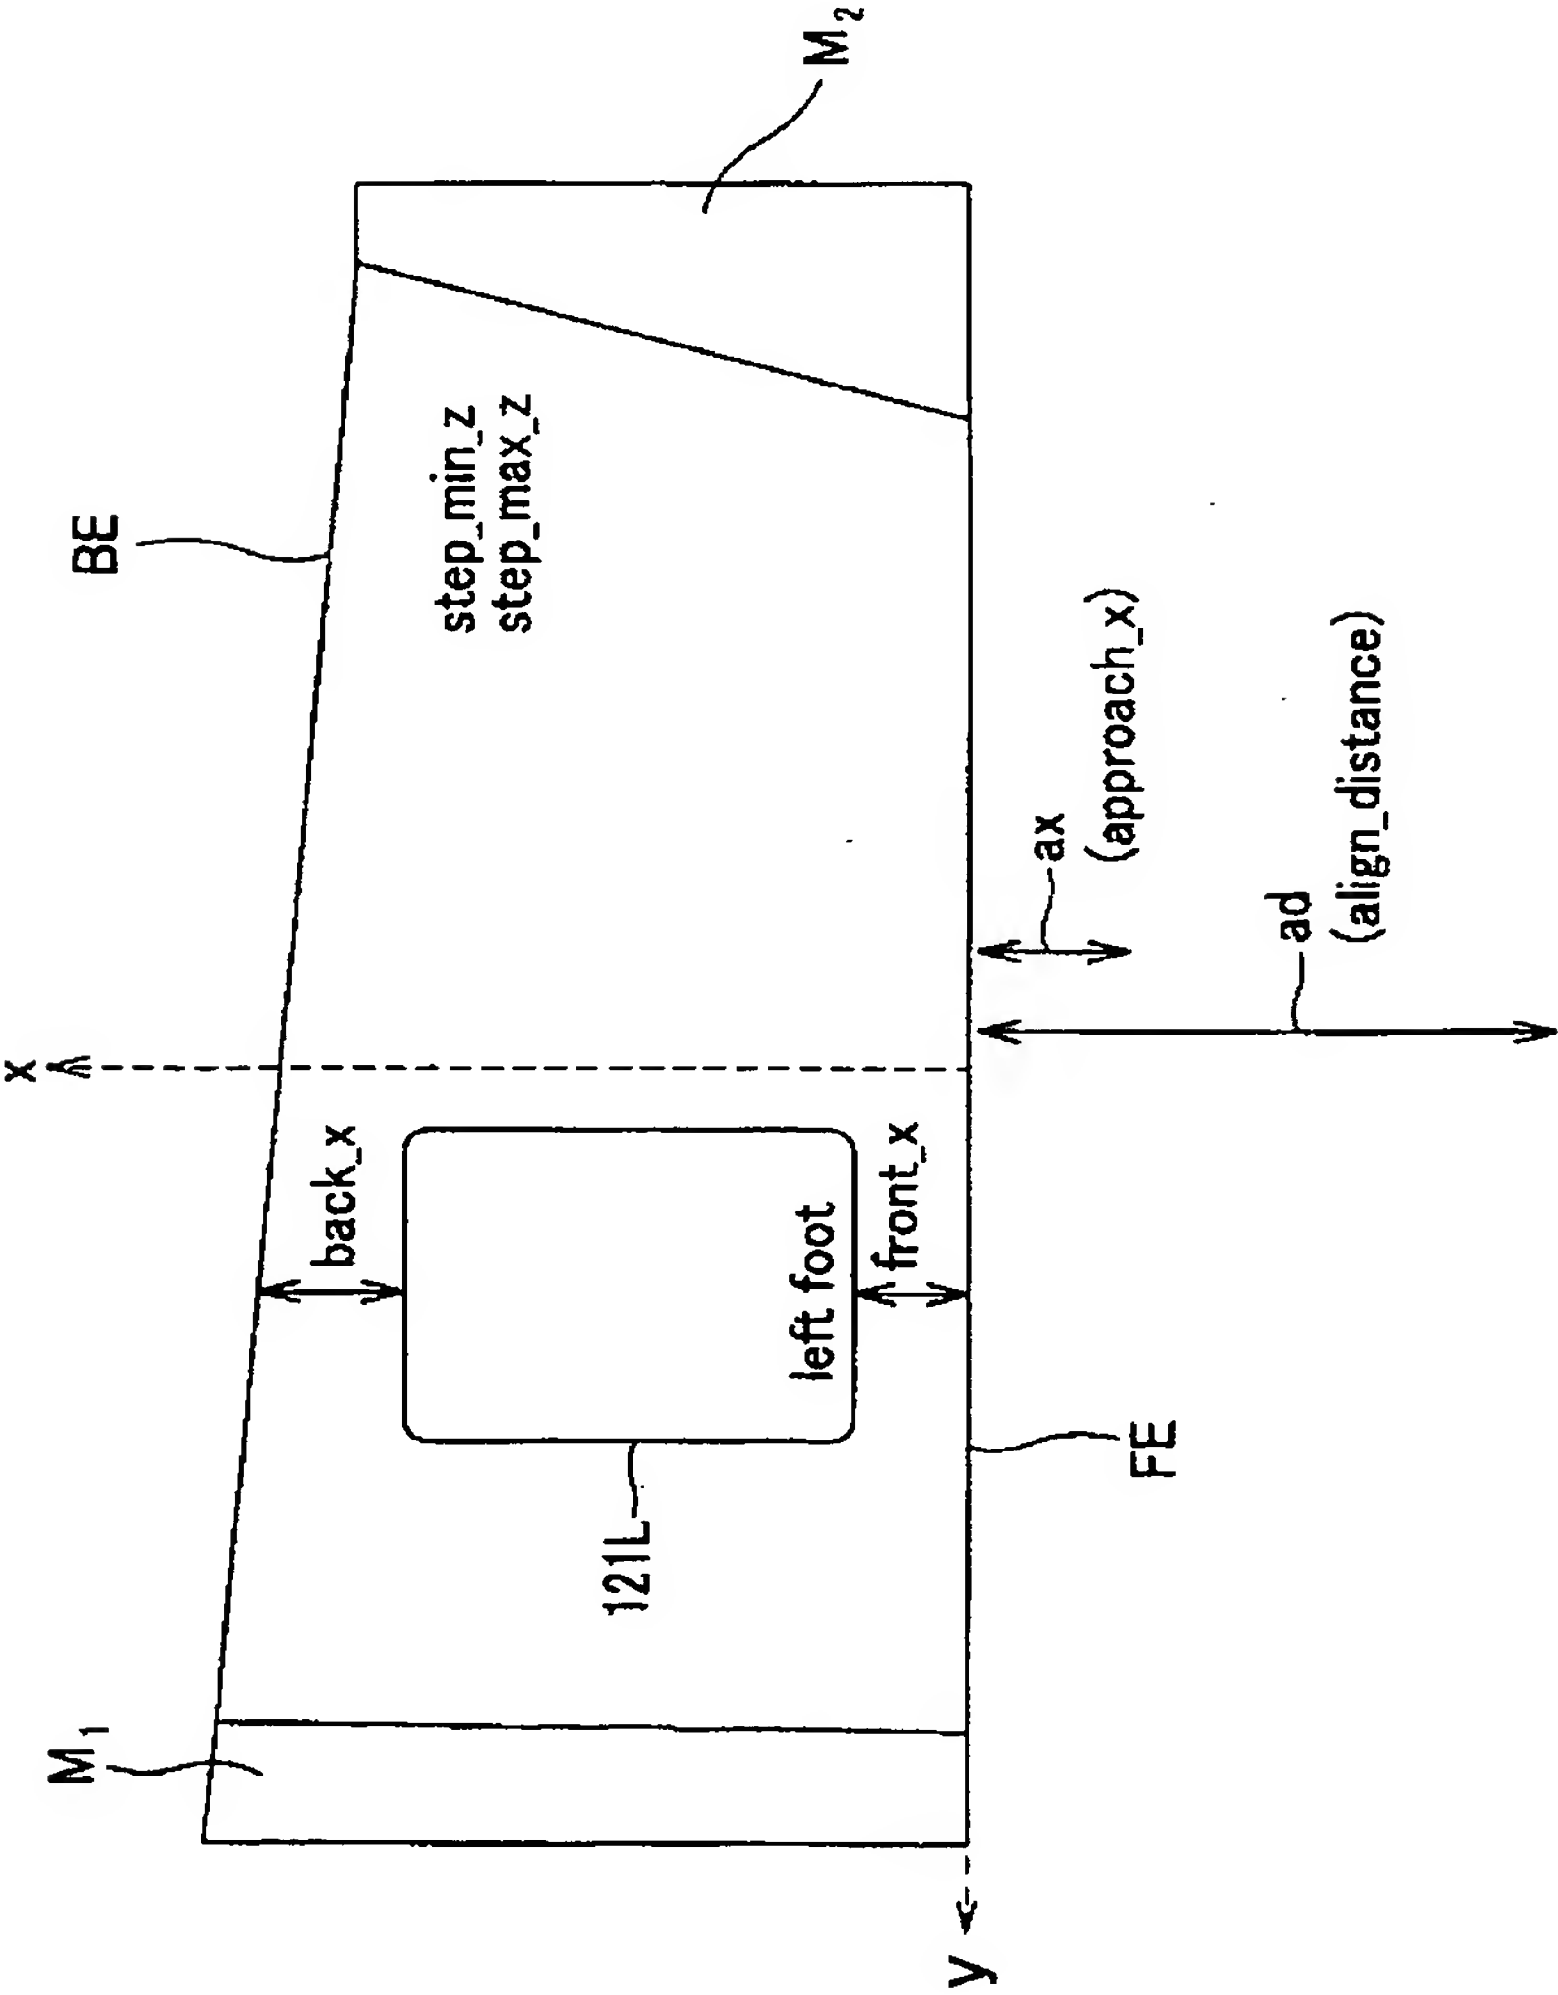 x
M₂
BE
step_min_z
step_max_z
back_x
left foot
front_x
121L
M₁
y
FE
ax
(approach_x)
ad
(align_distance)